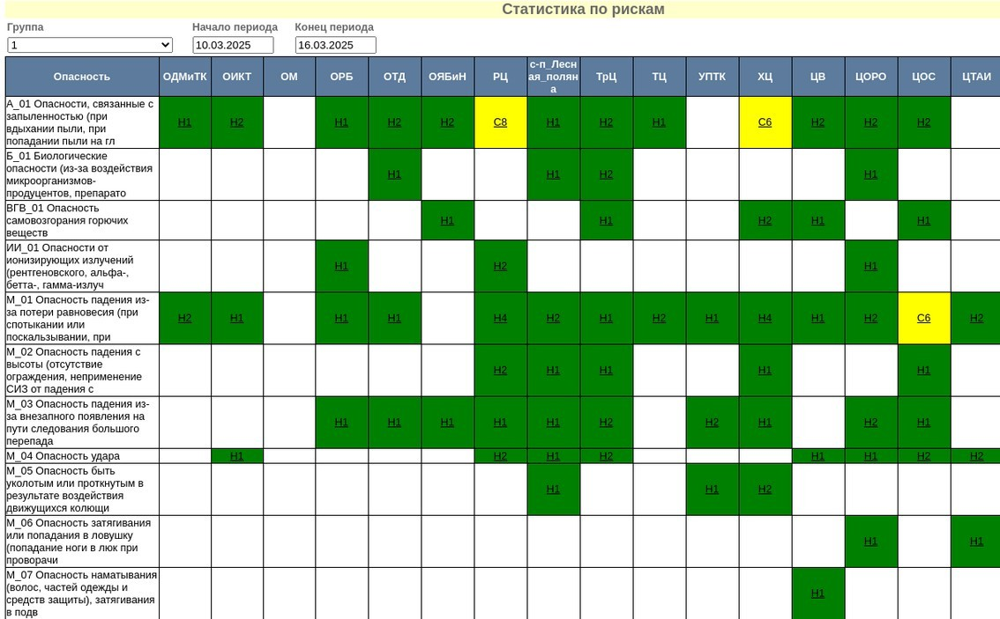 Статистика по рискам
Группа Начало периода Конец периода
1 10.03.2025 16.03.2025
Опасность ОДМиТК ОИКТ ОМ ОРБ ОТД ОЯБиН РЦ с-п_Лесн
ая_полян
а ТрЦ ТЦ УПТК ХЦ ЦВ ЦОРО ЦОС ЦТАИ
А_01 Опасности, связанные с
запыленностью (при
вдыхании пыли, при
попадании пыли на гл
Н1 Н2 Н1 Н2 Н2 С8 Н1 Н2 Н1 С6 Н2 Н2 Н2
Б_01 Биологические
опасности (из-за воздействия
микроорганизмов-
продуцентов, препарато
Н1 Н1 Н2 Н1
ВГВ_01 Опасность
самовозгорания горючих
веществ
Н1 Н1 Н2 Н1 Н1
ИИ_01 Опасности от
ионизирующих излучений
(рентгеновского, альфа-,
бетта-, гамма-излуч
Н1 Н2 Н1
М_01 Опасность падения из-
за потери равновесия (при
спотыкании или
поскальзывании, при
Н2 Н1 Н1 Н1 Н4 Н2 Н1 Н2 Н1 Н4 Н1 Н2 С6 Н2
М_02 Опасность падения с
высоты (отсутствие
ограждения, неприменение
СИЗ от падения с
Н2 Н1 Н1 Н1 Н1
М_03 Опасность падения из-
за внезапного появления на
пути следования большого
перепада
Н1 Н1 Н1 Н1 Н1 Н2 Н2 Н1 Н2 Н1
М_04 Опасность удара Н1 Н2 Н1 Н2 Н1 Н1 Н2 Н2
М_05 Опасность быть
уколотым или проткнутым в
результате воздействия
движущихся колющи
Н1 Н1 Н2
М_06 Опасность затягивания
или попадания в ловушку
(попадание ноги в люк при
проворачи
Н1 Н1
М_07 Опасность наматывания
(волос, частей одежды и
средств защиты), затягивания
в подв
Н1